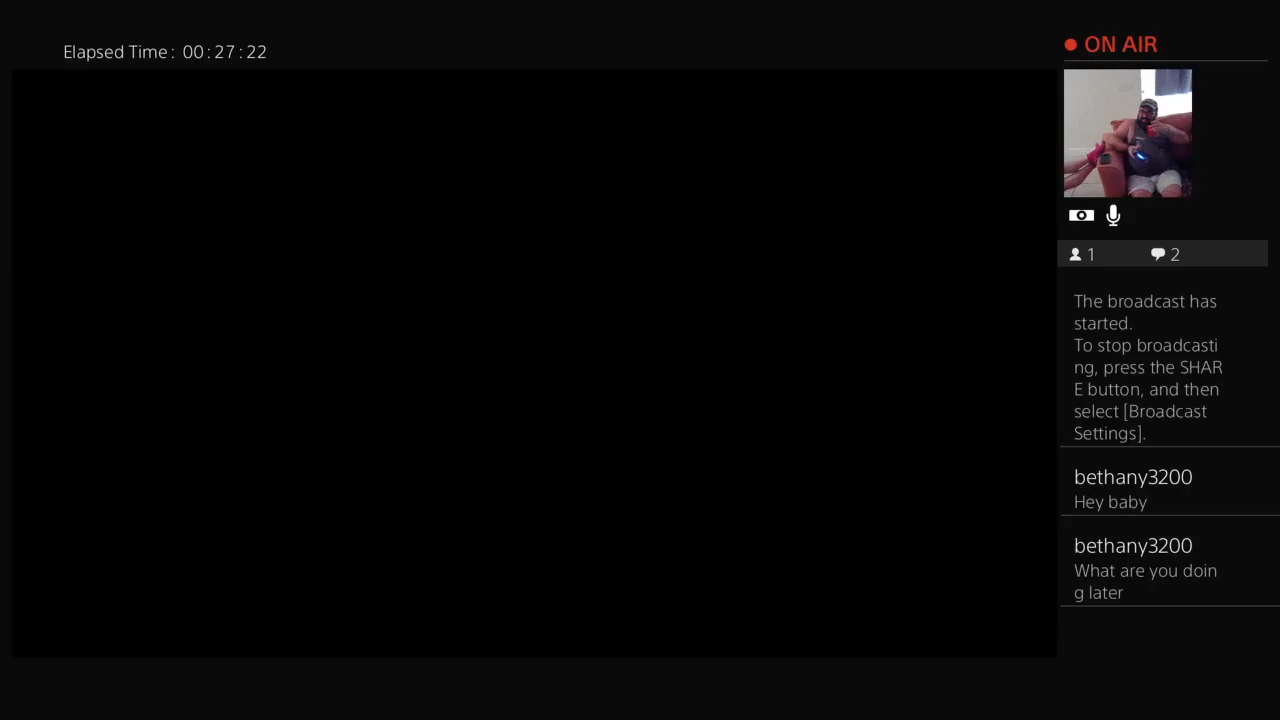 Elapsed Time: 00:27:22
ON AIR
1 2
The broadcast has
started.
To stop broadcasti
ng, press the SHAR
E button, and then
select [Broadcast
Settings].
bethany3200
Hey baby
bethany3200
What are you doin
g later